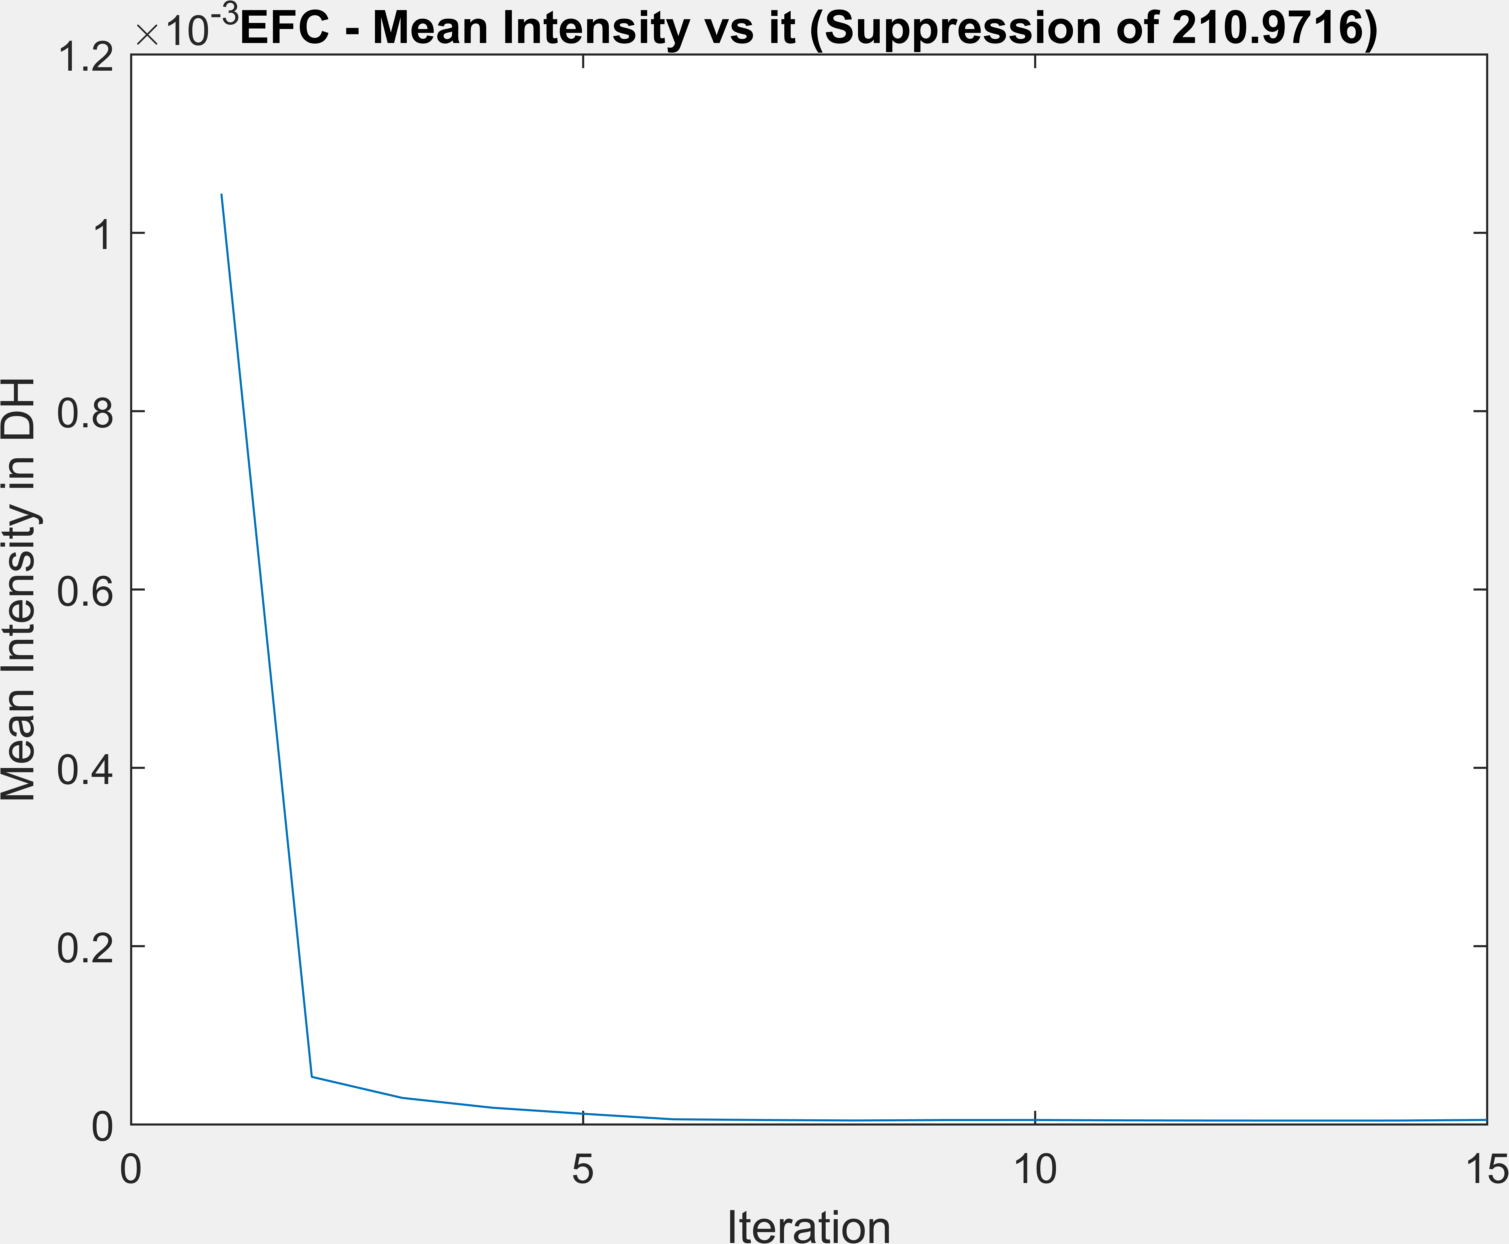 ×10⁻³
EFC - Mean Intensity vs it (Suppression of 210.9716)
1.2
1
0.8
0.6
0.4
0.2
0
Mean Intensity in DH
0 5 10 15
Iteration